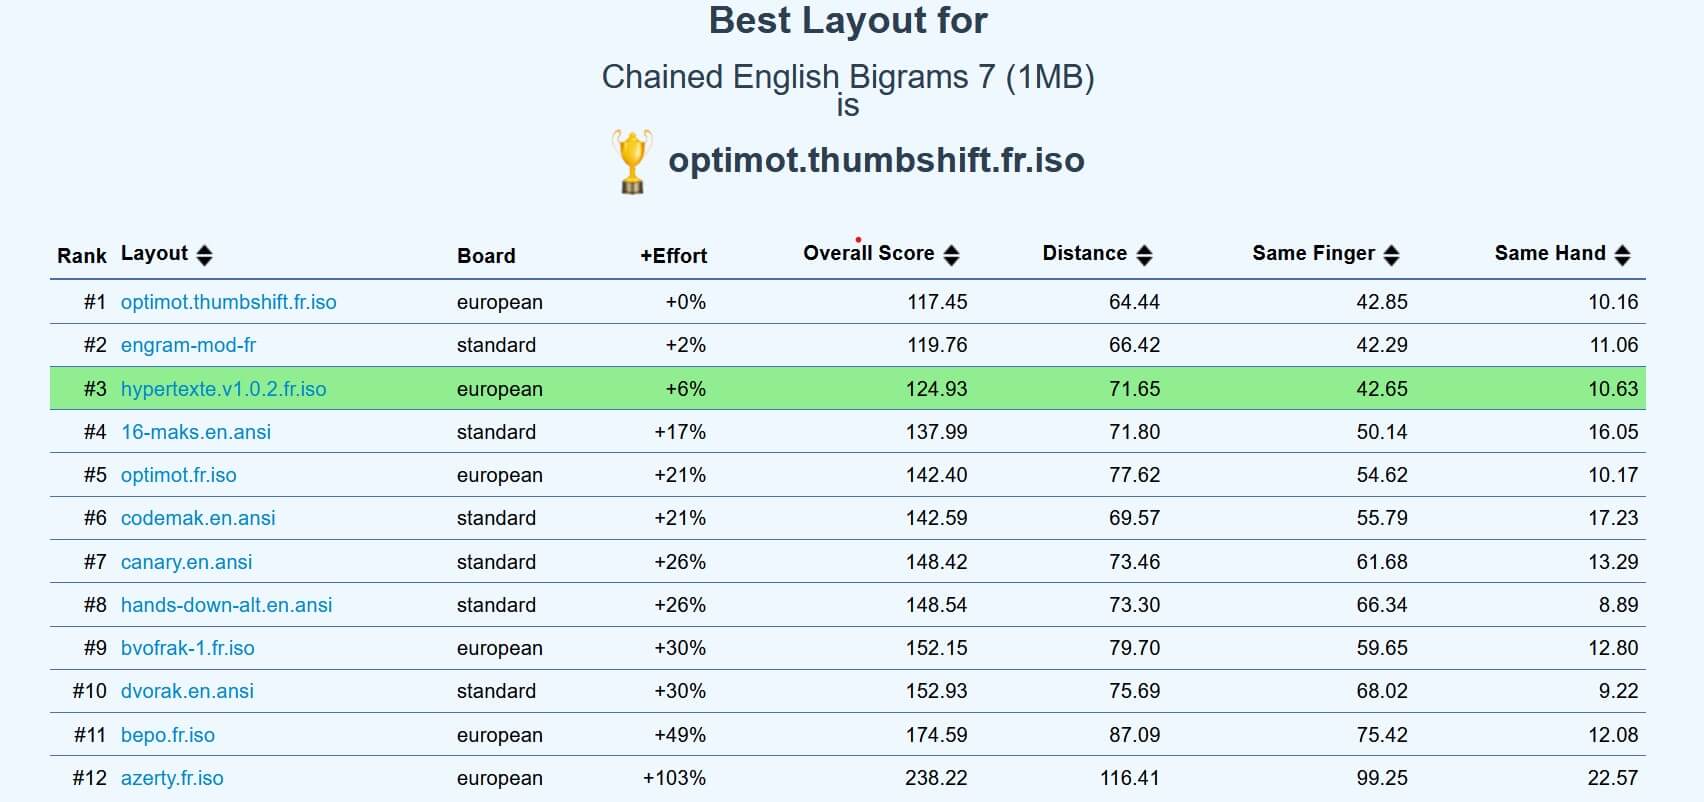 Best Layout for
Chained English Bigrams 7 (1MB)
is
optimot.thumbshift.fr.iso
Rank Layout Board +Effort Overall Score Distance Same Finger Same Hand
#1 optimot.thumbshift.fr.iso european +0% 117.45 64.44 42.85 10.16
#2 engram-mod-fr standard +2% 119.76 66.42 42.29 11.06
#3 hypertexte.v1.0.2.fr.iso european +6% 124.93 71.65 42.65 10.63
#4 16-maks.en.ansi standard +17% 137.99 71.80 50.14 16.05
#5 optimot.fr.iso european +21% 142.40 77.62 54.62 10.17
#6 codemak.en.ansi standard +21% 142.59 69.57 55.79 17.23
#7 canary.en.ansi standard +26% 148.42 73.46 61.68 13.29
#8 hands-down-alt.en.ansi standard +26% 148.54 73.30 66.34 8.89
#9 bvofrak-1.fr.iso european +30% 152.15 79.70 59.65 12.80
#10 dvorak.en.ansi standard +30% 152.93 75.69 68.02 9.22
#11 bepo.fr.iso european +49% 174.59 87.09 75.42 12.08
#12 azerty.fr.iso european +103% 238.22 116.41 99.25 22.57